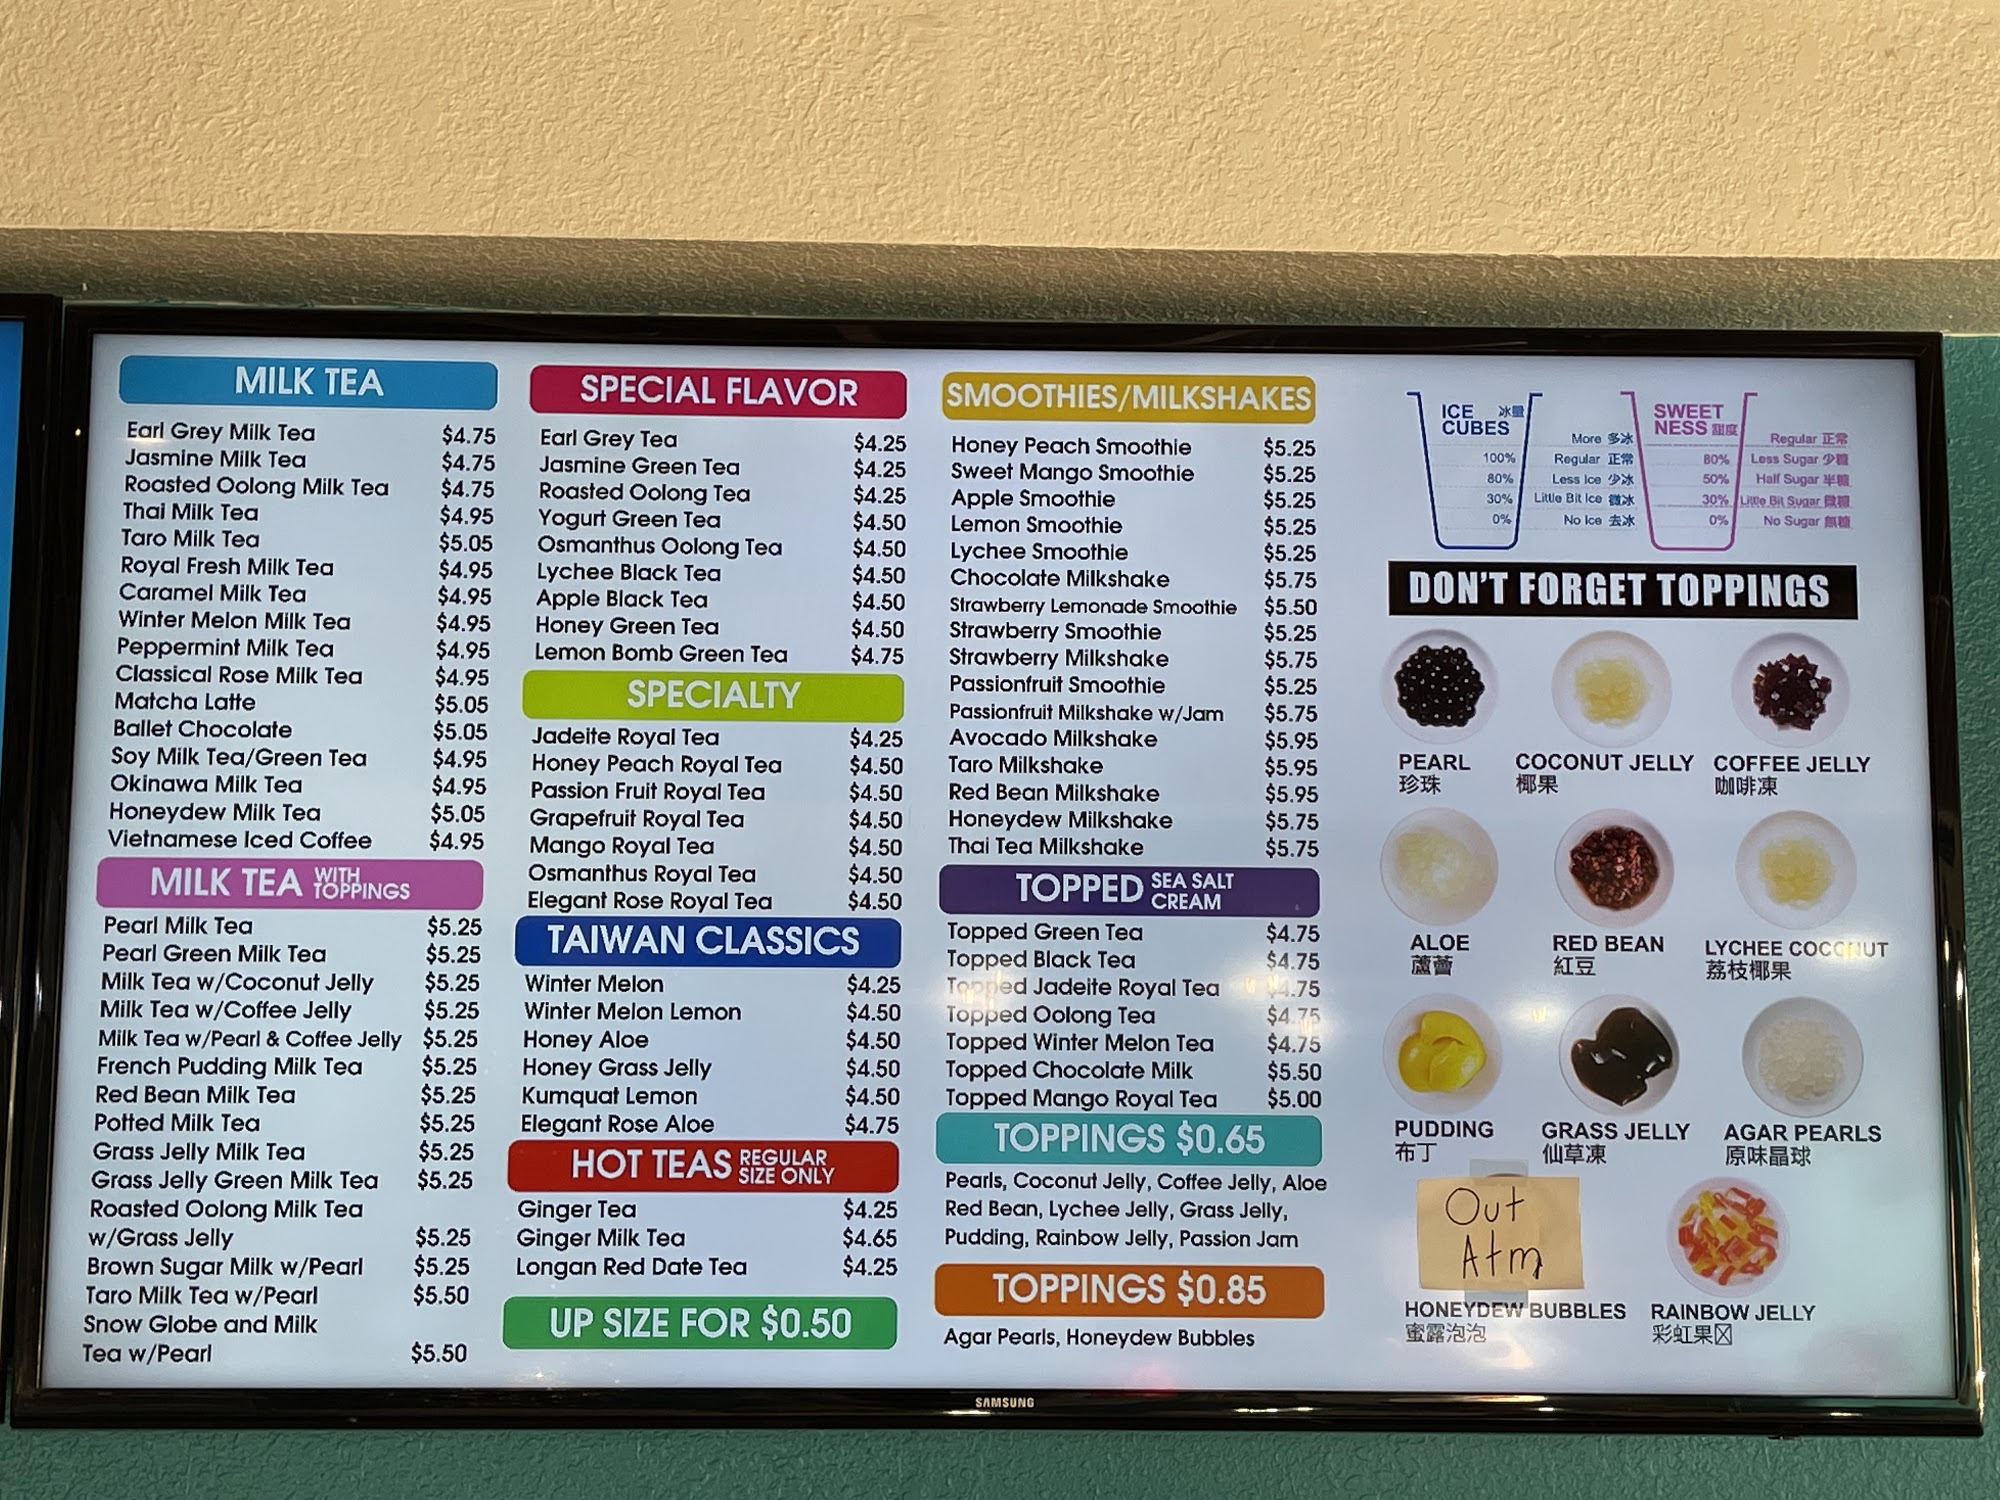 MILK TEA
Earl Grey Milk Tea $4.75
Jasmine Milk Tea $4.75
Roasted Oolong Milk Tea $4.75
Thai Milk Tea $4.95
Taro Milk Tea $5.05
Royal Fresh Milk Tea $4.95
Caramel Milk Tea $4.95
Winter Melon Milk Tea $4.95
Peppermint Milk Tea $4.95
Classical Rose Milk Tea $4.95
Matcha Latte $5.05
Ballet Chocolate $5.05
Soy Milk Tea/Green Tea $4.95
Okinawa Milk Tea $4.95
Honeydew Milk Tea $5.05
Vietnamese Iced Coffee $4.95
MILK TEA WITH TOPPINGS
Pearl Milk Tea $5.25
Pearl Green Milk Tea $5.25
Milk Tea w/Coconut Jelly $5.25
Milk Tea w/Coffee Jelly $5.25
Milk Tea w/Pearl & Coffee Jelly $5.25
French Pudding Milk Tea $5.25
Red Bean Milk Tea $5.25
Potted Milk Tea $5.25
Grass Jelly Milk Tea $5.25
Grass Jelly Green Milk Tea $5.25
Roasted Oolong Milk Tea
w/Grass Jelly $5.25
Brown Sugar Milk w/Pearl $5.25
Taro Milk Tea w/Pearl $5.50
Snow Globe and Milk
Tea w/Pearl $5.50
SPECIAL FLAVOR
Earl Grey Tea $4.25
Jasmine Green Tea $4.25
Roasted Oolong Tea $4.25
Yogurt Green Tea $4.50
Osmanthus Oolong Tea $4.50
Lychee Black Tea $4.50
Apple Black Tea $4.50
Honey Green Tea $4.50
Lemon Bomb Green Tea $4.75
SPECIALTY
Jadeite Royal Tea $4.25
Honey Peach Royal Tea $4.50
Passion Fruit Royal Tea $4.50
Grapefruit Royal Tea $4.50
Mango Royal Tea $4.50
Osmanthus Royal Tea $4.50
Elegant Rose Royal Tea $4.50
TAIWAN CLASSICS
Winter Melon $4.25
Winter Melon Lemon $4.50
Honey Aloe $4.50
Honey Grass Jelly $4.50
Kumquat Lemon $4.50
Elegant Rose Aloe $4.75
HOT TEAS REGULAR SIZE ONLY
Ginger Tea $4.25
Ginger Milk Tea $4.65
Longan Red Date Tea $4.25
UP SIZE FOR $0.50
SMOOTHIES/MILKSHAKES
Honey Peach Smoothie $5.25
Sweet Mango Smoothie $5.25
Apple Smoothie $5.25
Lemon Smoothie $5.25
Lychee Smoothie $5.25
Chocolate Milkshake $5.75
Strawberry Lemonade Smoothie $5.50
Strawberry Smoothie $5.25
Strawberry Milkshake $5.75
Passionfruit Smoothie $5.25
Passionfruit Milkshake w/Jam $5.75
Avocado Milkshake $5.95
Taro Milkshake $5.95
Red Bean Milkshake $5.95
Honeydew Milkshake $5.75
Thai Tea Milkshake $5.75
TOPPED SEA SALT CREAM
Topped Green Tea $4.75
Topped Black Tea $4.75
Topped Jadeite Royal Tea $4.75
Topped Oolong Tea $4.75
Topped Winter Melon Tea $4.75
Topped Chocolate Milk $5.50
Topped Mango Royal Tea $5.00
TOPPINGS $0.65
Pearls, Coconut Jelly, Coffee Jelly, Aloe
Red Bean, Lychee Jelly, Grass Jelly,
Pudding, Rainbow Jelly, Passion Jam
TOPPINGS $0.85
Agar Pearls, Honeydew Bubbles
ICE 冰量
CUBES
More 多冰
100% Regular 正常
80% Less Ice 少冰
30% Little Bit Ice 微冰
0% No Ice 去冰
SWEET
NESS 甜度
Regular 正常
80% Less Sugar 少糖
50% Half Sugar 半糖
30% Little Bit Sugar 微糖
0% No Sugar 無糖
DON'T FORGET TOPPINGS
PEARL
珍珠
COCONUT JELLY
椰果
COFFEE JELLY
咖啡凍
ALOE
蘆薈
RED BEAN
紅豆
LYCHEE COCONUT
荔枝椰果
PUDDING
布丁
GRASS JELLY
仙草凍
AGAR PEARLS
原味晶球
Out
Atm
HONEYDEW BUBBLES
蜜露泡泡
RAINBOW JELLY
彩虹果
SAMSUNG